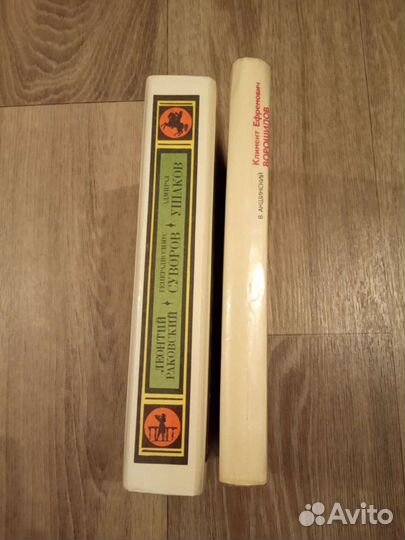 ЛЕОНТИЙ
РАКОВСКИЙ
ГЕНЕРАЛИССИМУС
СУВОРОВ
АДМИРАЛ
УШАКОВ
В. АКШИНСКИЙ
Климент Ефремович
ВОРОШИЛОВ
Avito